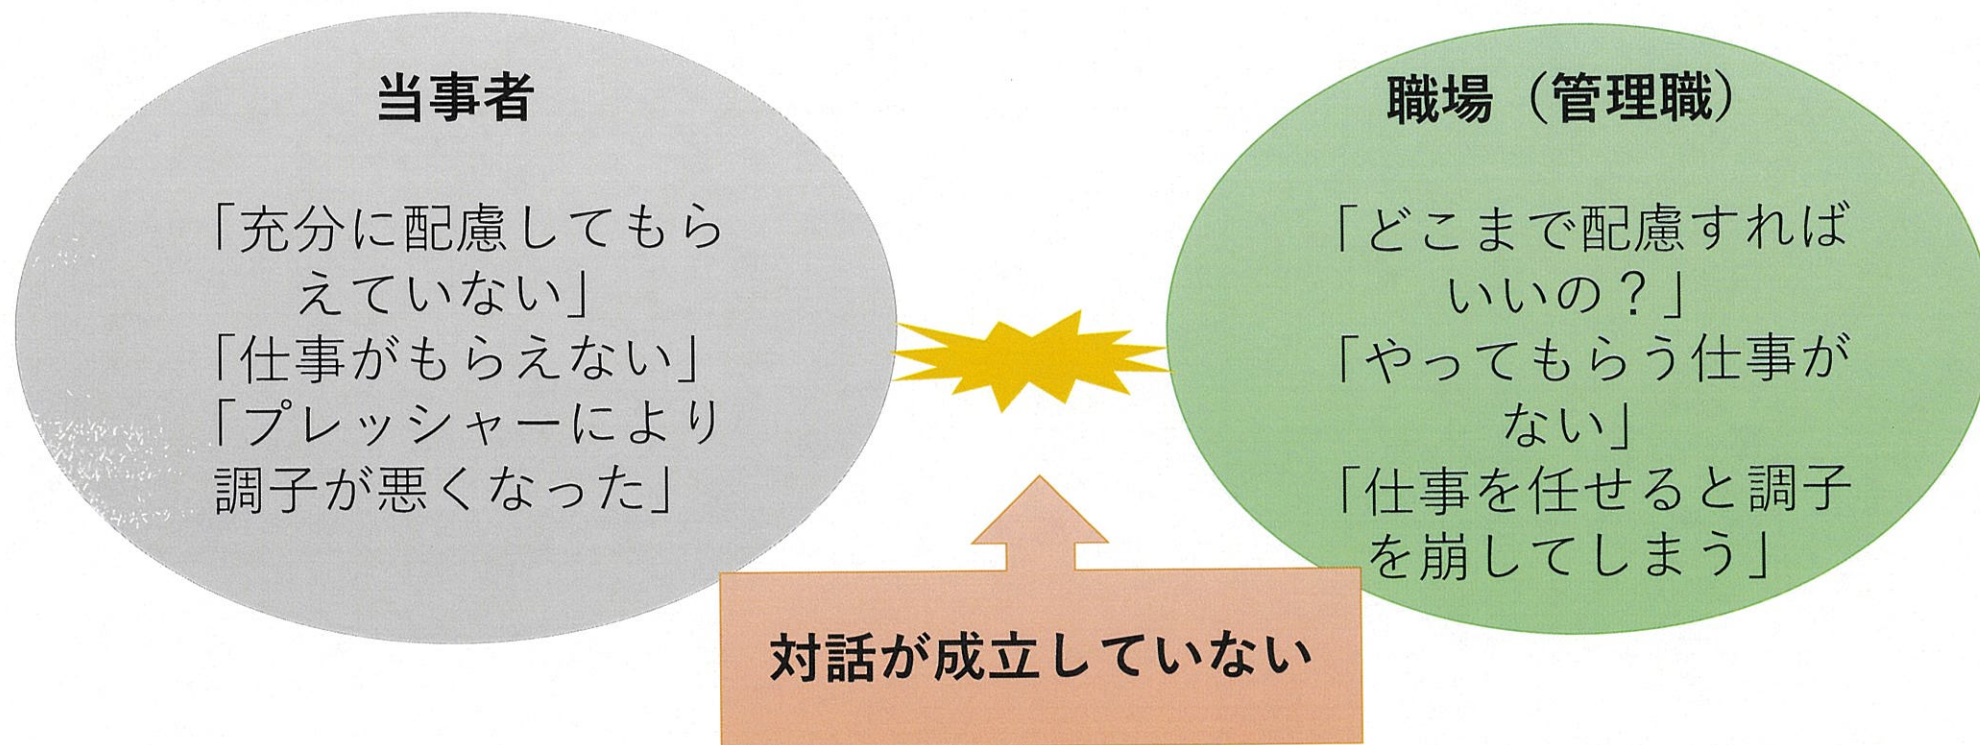 当事者
「充分に配慮してもら
えていない」
「仕事がもらえない」
「プレッシャーにより
調子が悪くなった」
職場（管理職）
「どこまで配慮すれば
いいの？」
「やってもらう仕事が
ない」
「仕事を任せると調子
を崩してしまう」
対話が成立していない